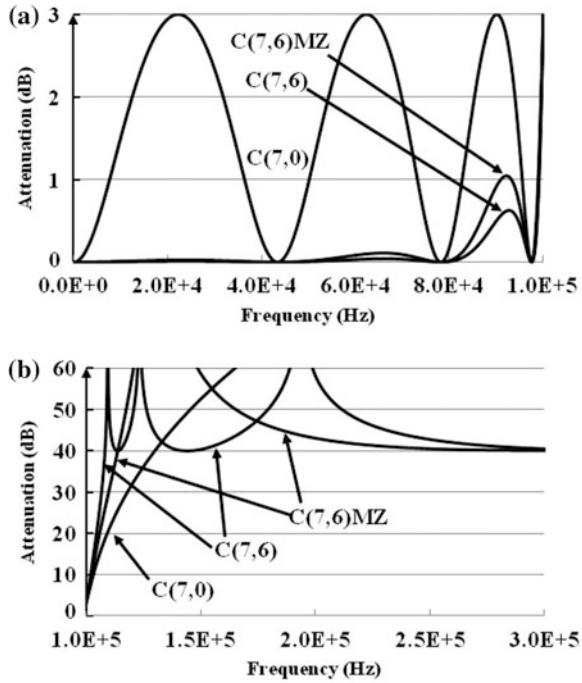 (a)
3
2
1
0
Attenuation (dB)
C(7,6)MZ
C(7,6)
C(7,0)
0.0E+0 2.0E+4 4.0E+4 6.0E+4 8.0E+4 1.0E+5
Frequency (Hz)
(b)
60
50
40
30
20
10
0
Attenuation (dB)
C(7,6)MZ
C(7,6)
C(7,0)
1.0E+5 1.5E+5 2.0E+5 2.5E+5 3.0E+5
Frequency (Hz)